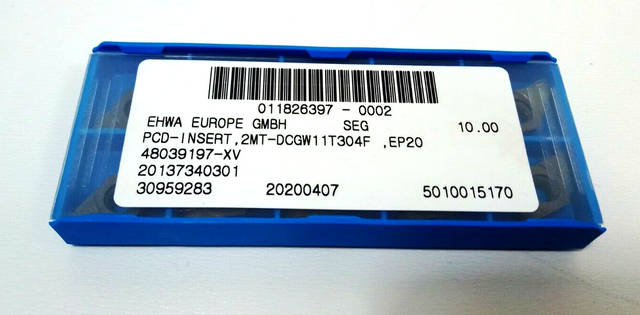 011826397 - 0002
EHWA EUROPE GMBH SEG 10.00
PCD-INSERT,2MT-DCGW11T304F ,EP20
48039197-XV
20137340301
30959283 20200407 5010015170